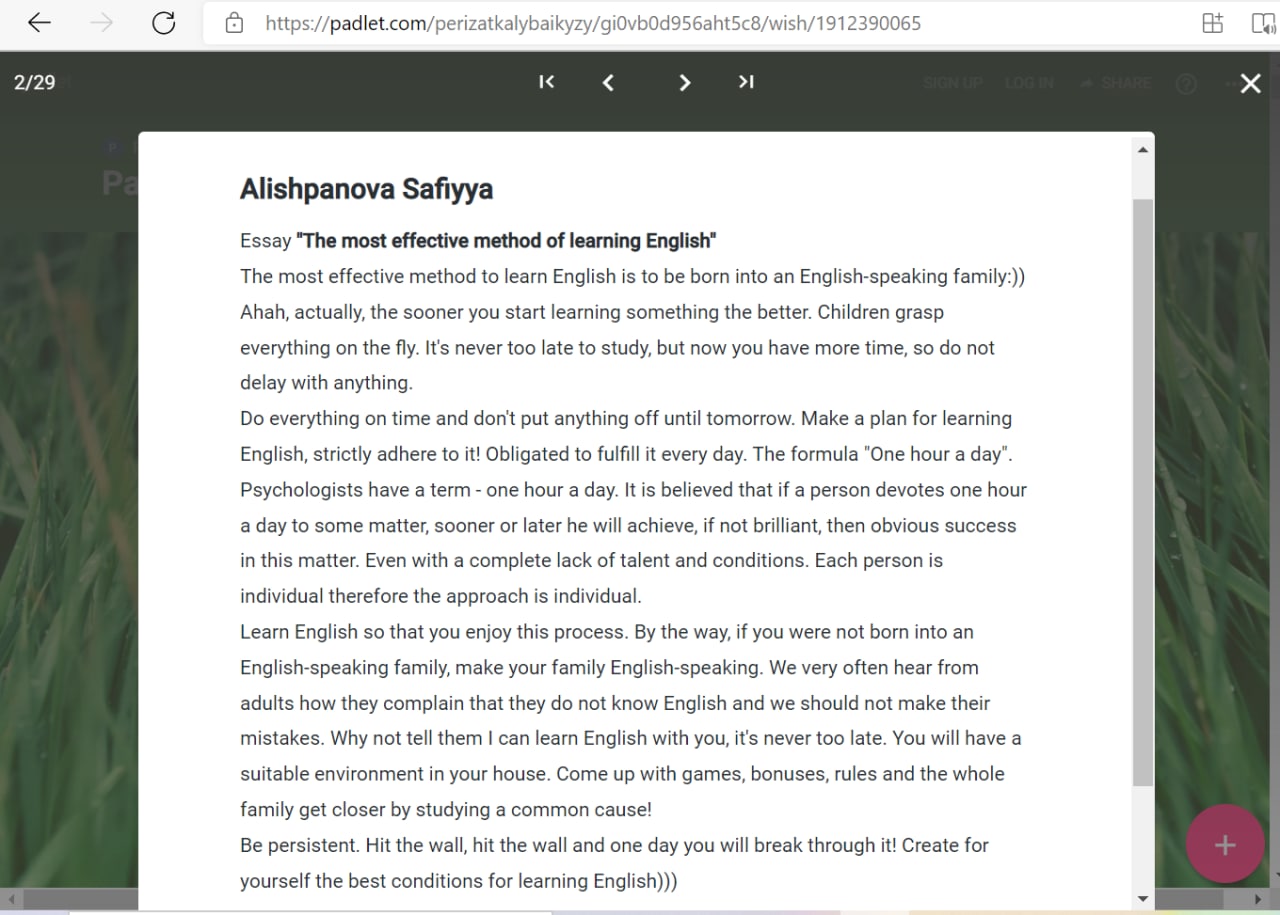 https://padlet.com/perizatkalybaikyzy/gi0vb0d956aht5c8/wish/1912390065
2/29
SIGN UP LOG IN SHARE
P
Pa
Alishpanova Safiyya
Essay "The most effective method of learning English"
The most effective method to learn English is to be born into an English-speaking family:))
Ahah, actually, the sooner you start learning something the better. Children grasp
everything on the fly. It's never too late to study, but now you have more time, so do not
delay with anything.
Do everything on time and don't put anything off until tomorrow. Make a plan for learning
English, strictly adhere to it! Obligated to fulfill it every day. The formula "One hour a day".
Psychologists have a term - one hour a day. It is believed that if a person devotes one hour
a day to some matter, sooner or later he will achieve, if not brilliant, then obvious success
in this matter. Even with a complete lack of talent and conditions. Each person is
individual therefore the approach is individual.
Learn English so that you enjoy this process. By the way, if you were not born into an
English-speaking family, make your family English-speaking. We very often hear from
adults how they complain that they do not know English and we should not make their
mistakes. Why not tell them I can learn English with you, it's never too late. You will have a
suitable environment in your house. Come up with games, bonuses, rules and the whole
family get closer by studying a common cause!
Be persistent. Hit the wall, hit the wall and one day you will break through it! Create for
yourself the best conditions for learning English)))